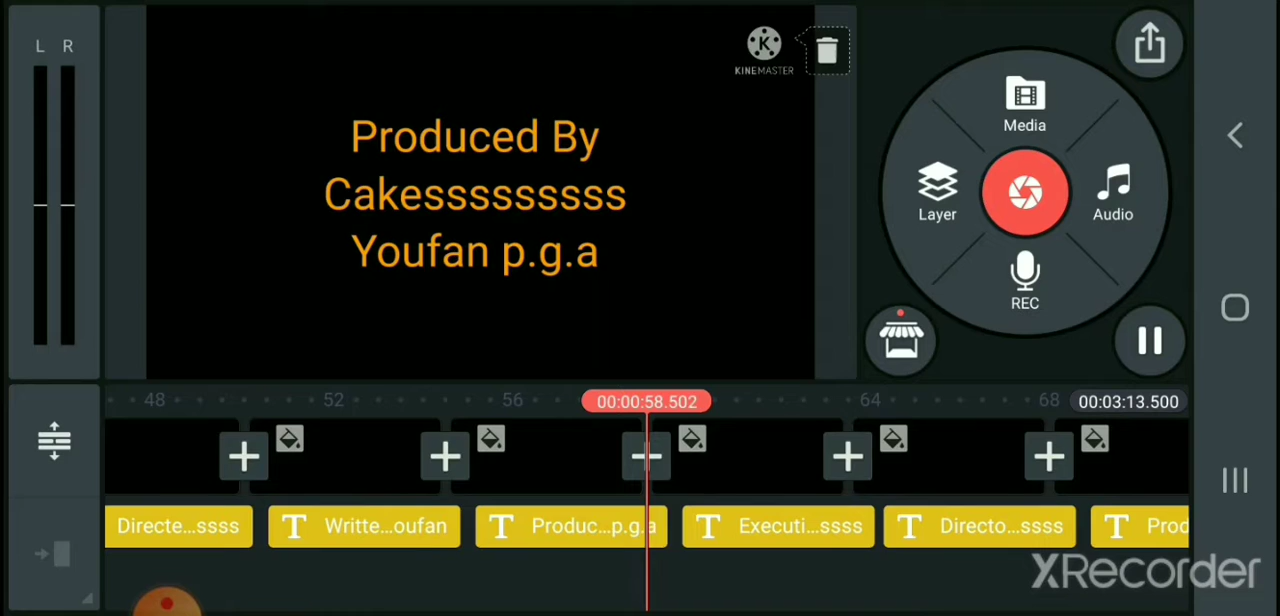 L R
KINEMASTER
Produced By
Cakesssssssss
Youfan p.g.a
Media
Layer
Audio
REC
48
52
56
00:00:58.502
64
68
00:03:13.500
Directe...ssss
T Writte...oufan
T Produc...p.g.a
T Executi...ssss
T Directo...ssss
T Prod
XRecorder